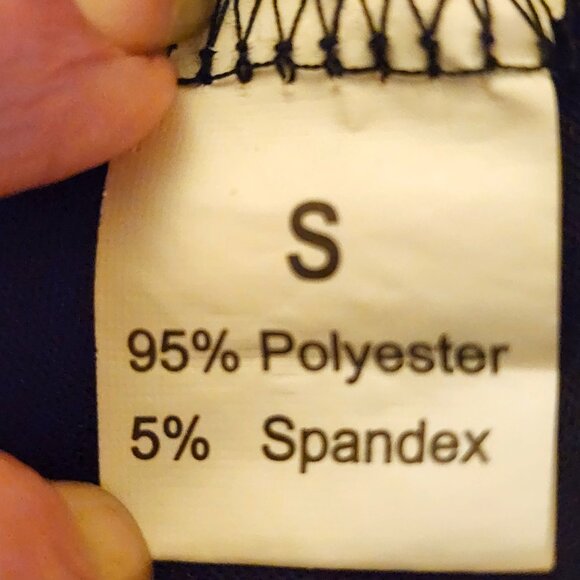 S
95% Polyester
5% Spandex